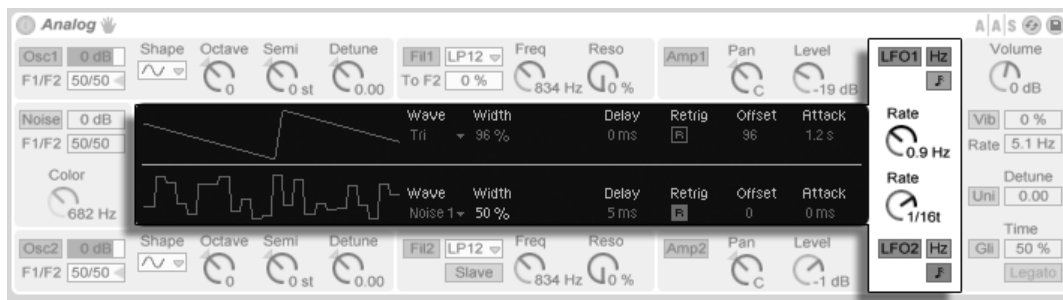 Analog
A|A|S
Osc1 0 dB Shape Octave Semi Detune Fil1 LP12 Freq Reso Amp1 Pan Level LFO1 Hz Volume
F1/F2 50/50 0 0 st 0.00 To F2 0 % 834 Hz 0 % C -19 dB 0 dB
Noise 0 dB Wave Width Delay Retrig Offset Attack Rate Vib 0 %
F1/F2 50/50 Tri 96 % 0 ms R 96 1.2 s 0.9 Hz Rate 5.1 Hz
Color Wave Width Delay Retrig Offset Attack Rate Detune
682 Hz Noise 1 50 % 5 ms R 0 0 ms 1/16t Uni 0.00
Time
Osc2 0 dB Shape Octave Semi Detune Fil2 LP12 Freq Reso Amp2 Pan Level LFO2 Hz Gli 50 %
F1/F2 50/50 0 0 st 0.00 Slave 834 Hz 0 % C -1 dB Legato